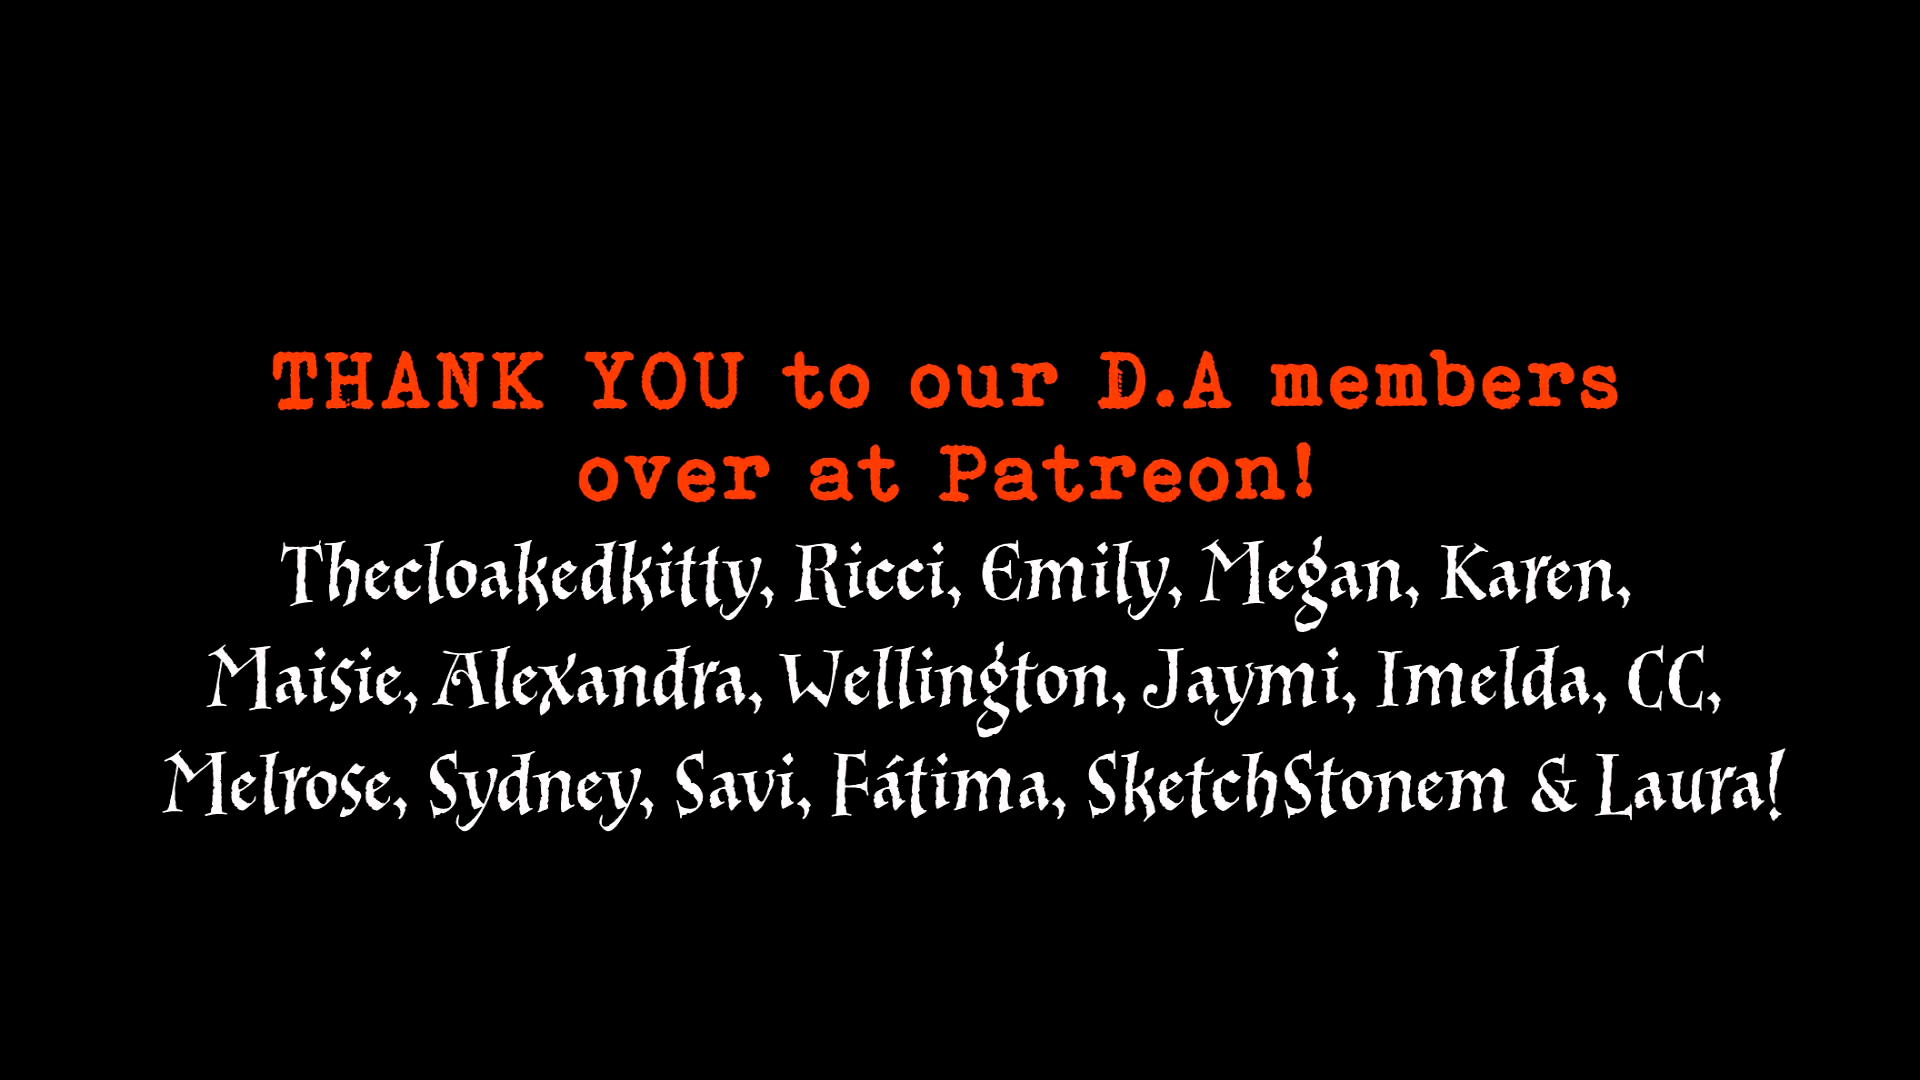 THANK YOU to our D.A members
over at Patreon!
Thecloakedkitty, Ricci, Emily, Megan, Karen,
Maisie, Alexandra, Wellington, Jaymi, Imelda, CC,
Melrose, Sydney, Savi, Fátima, SketchStonem & Laura!